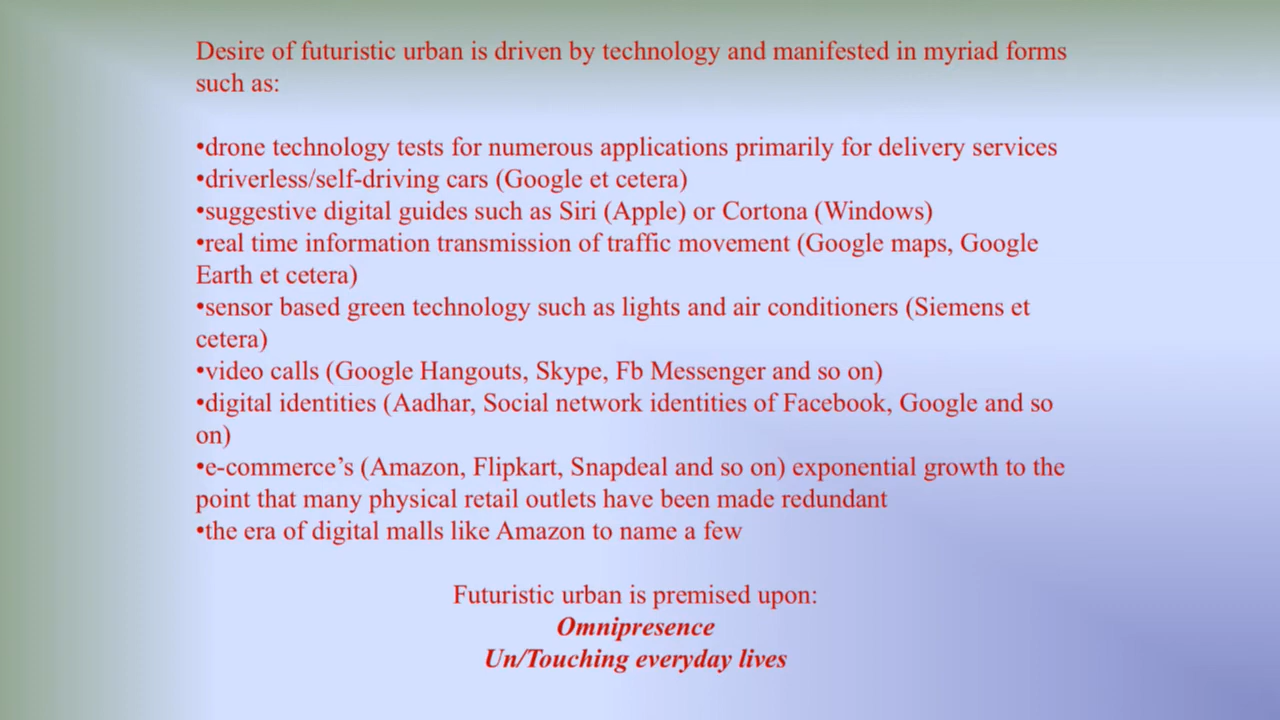 Desire of futuristic urban is driven by technology and manifested in myriad forms
such as:
•drone technology tests for numerous applications primarily for delivery services
•driverless/self-driving cars (Google et cetera)
•suggestive digital guides such as Siri (Apple) or Cortona (Windows)
•real time information transmission of traffic movement (Google maps, Google
Earth et cetera)
•sensor based green technology such as lights and air conditioners (Siemens et
cetera)
•video calls (Google Hangouts, Skype, Fb Messenger and so on)
•digital identities (Aadhar, Social network identities of Facebook, Google and so
on)
•e-commerce’s (Amazon, Flipkart, Snapdeal and so on) exponential growth to the
point that many physical retail outlets have been made redundant
•the era of digital malls like Amazon to name a few
Futuristic urban is premised upon:
Omnipresence
Un/Touching everyday lives